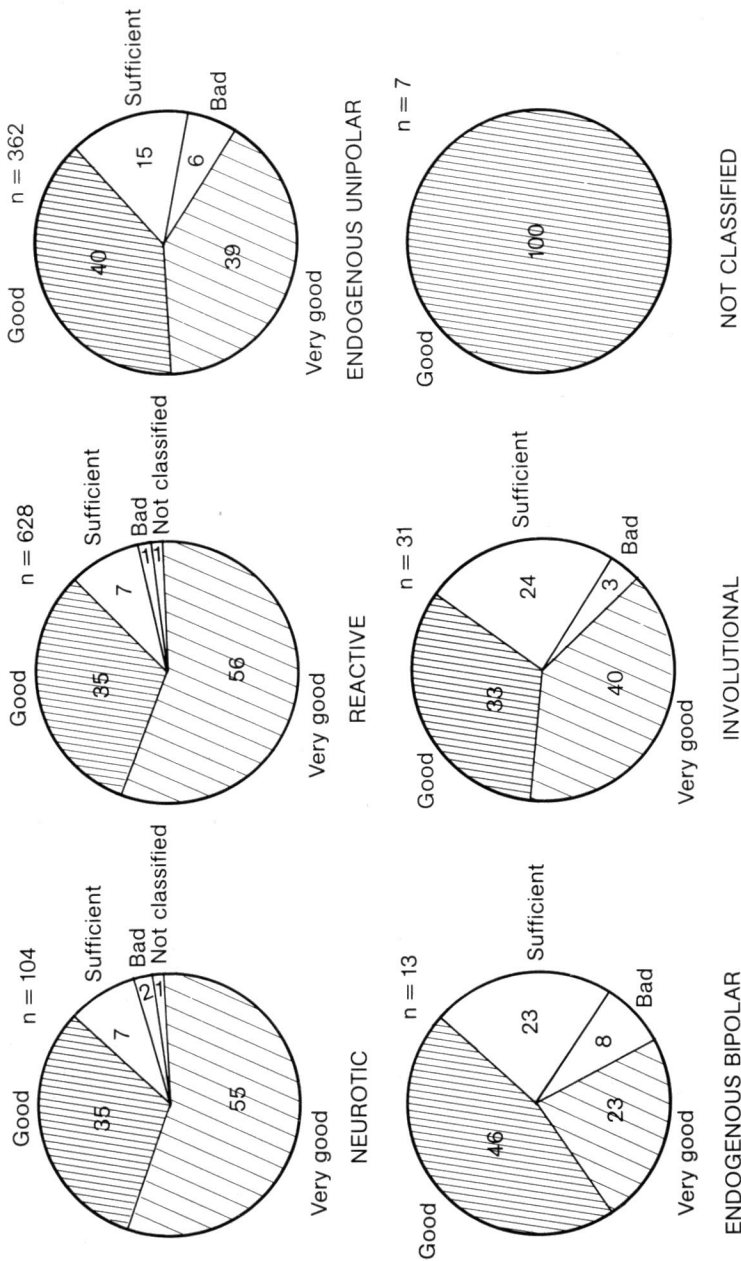 n = 104
Good
Sufficient
Bad
Not classified
35
7
2
1
55
Very good
NEUROTIC
n = 628
Good
Sufficient
Bad
Not classified
35
7
1
1
56
Very good
REACTIVE
n = 362
Good
Sufficient
Bad
40
15
6
39
Very good
ENDOGENOUS UNIPOLAR
n = 13
Good
Sufficient
Bad
46
23
8
23
Very good
ENDOGENOUS BIPOLAR
n = 31
Good
Sufficient
Bad
33
24
3
40
Very good
INVOLUTIONAL
n = 7
Good
100
NOT CLASSIFIED